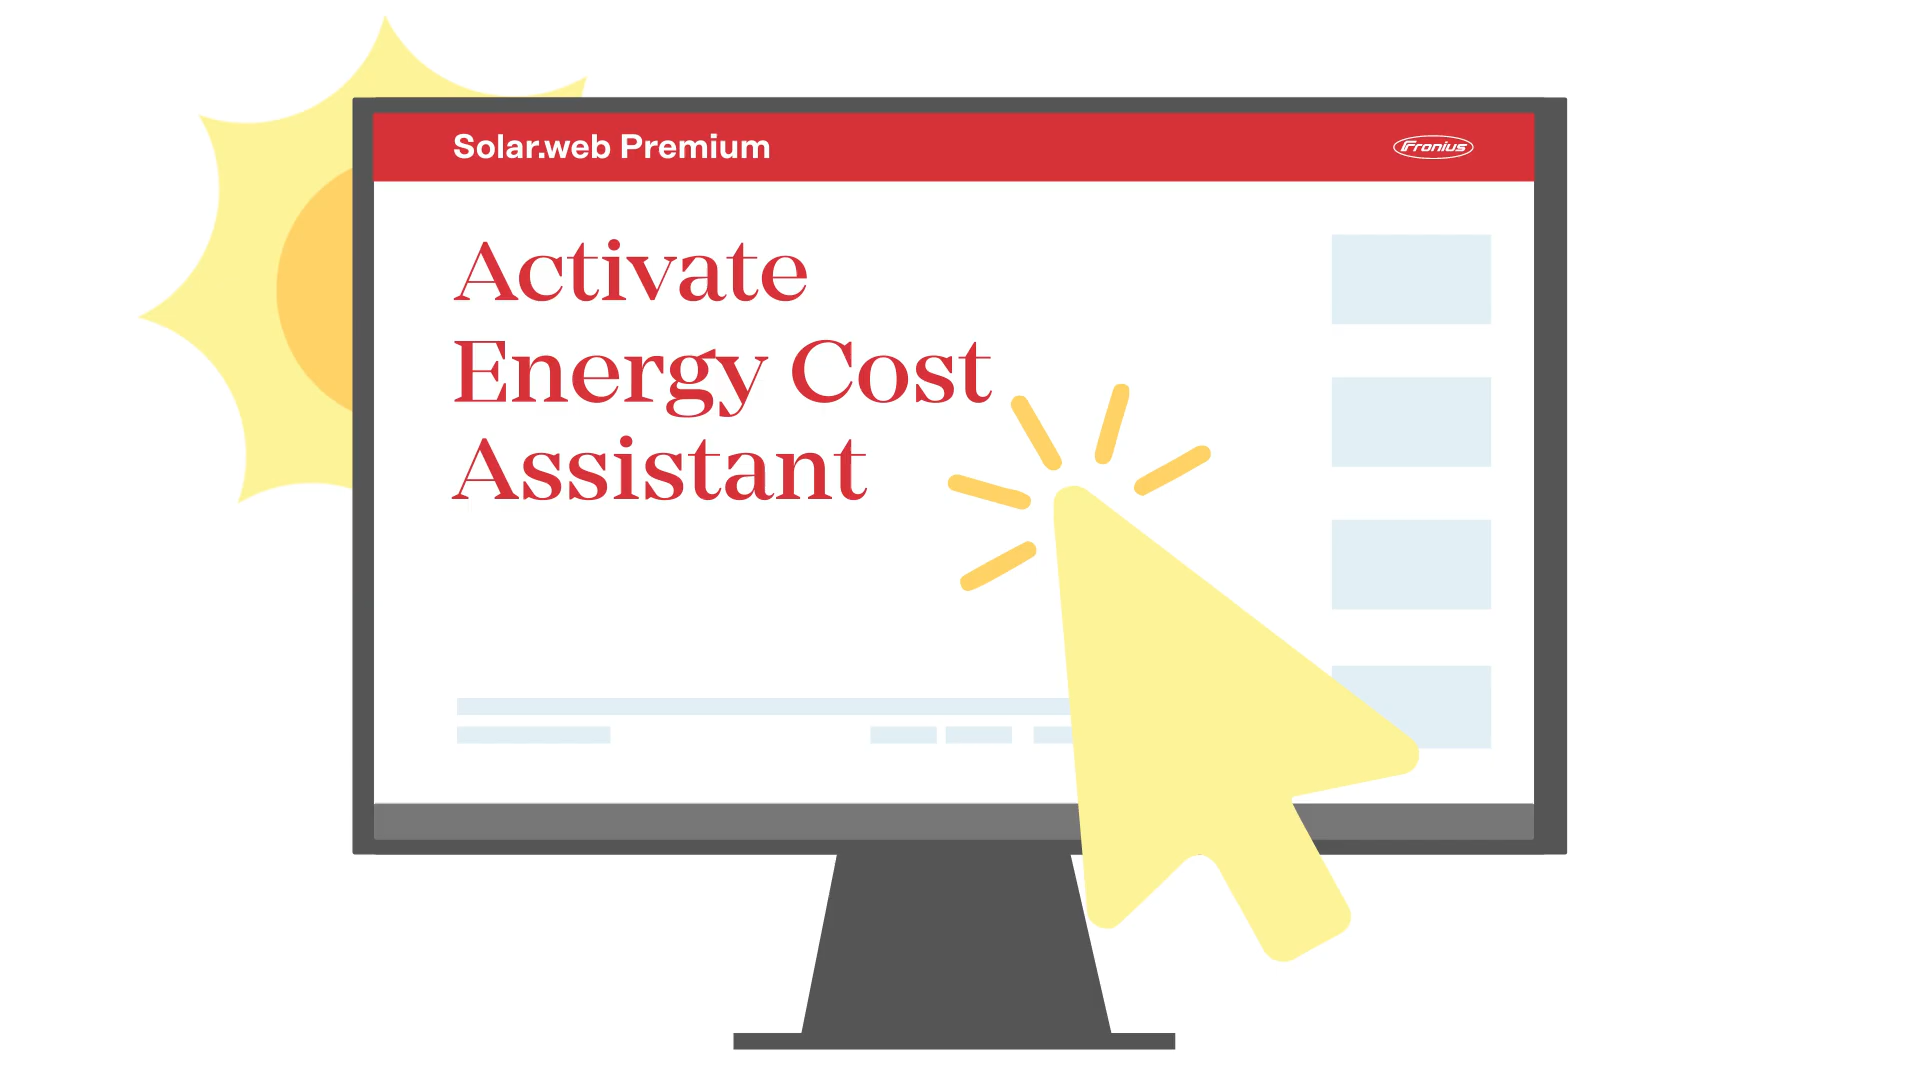 Solar.web Premium
Fronius
Activate
Energy Cost
Assistant